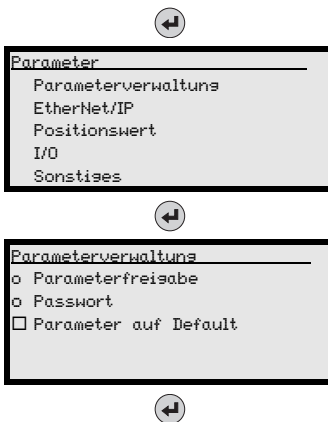 Parameter
Parameterverwaltung
EtherNet/IP
Positionswert
I/O
Sonstiges
Parameterverwaltung
o Parameterfreigabe
o Passwort
☐ Parameter auf Default